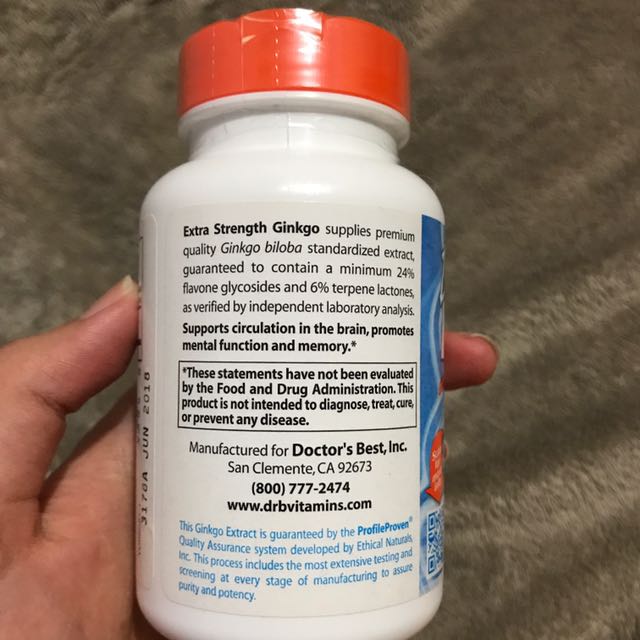 Extra Strength Ginkgo supplies premium
quality Ginkgo biloba standardized extract,
guaranteed to contain a minimum 24%
flavone glycosides and 6% terpene lactones,
as verified by independent laboratory analysis.
Supports circulation in the brain, promotes
mental function and memory.*
*These statements have not been evaluated
by the Food and Drug Administration. This
product is not intended to diagnose, treat, cure,
or prevent any disease.
Manufactured for Doctor's Best, Inc.
San Clemente, CA 92673
(800) 777-2474
www.drbvitamins.com
This Ginkgo Extract is guaranteed by the ProfileProven®
Quality Assurance system developed by Ethical Naturals,
Inc. This process includes the most extensive testing and
screening at every stage of manufacturing to assure
purity and potency.
3178A JUN 2018